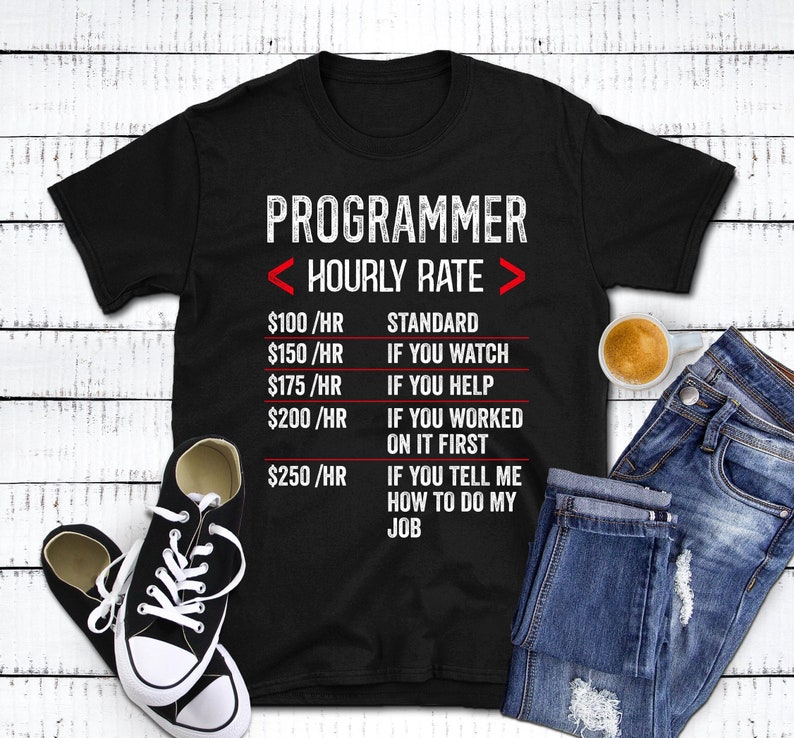 PROGRAMMER
< HOURLY RATE >
$100 /HR STANDARD
$150 /HR IF YOU WATCH
$175 /HR IF YOU HELP
$200 /HR IF YOU WORKED
ON IT FIRST
$250 /HR IF YOU TELL ME
HOW TO DO MY
JOB